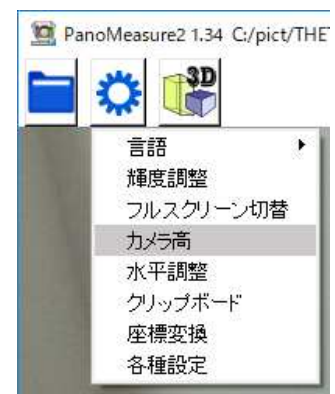 PanoMeasure2 1.34 C:/pict/THET
3D
言語
輝度調整
フルスクリーン切替
カメラ高
水平調整
クリップボード
座標変換
各種設定